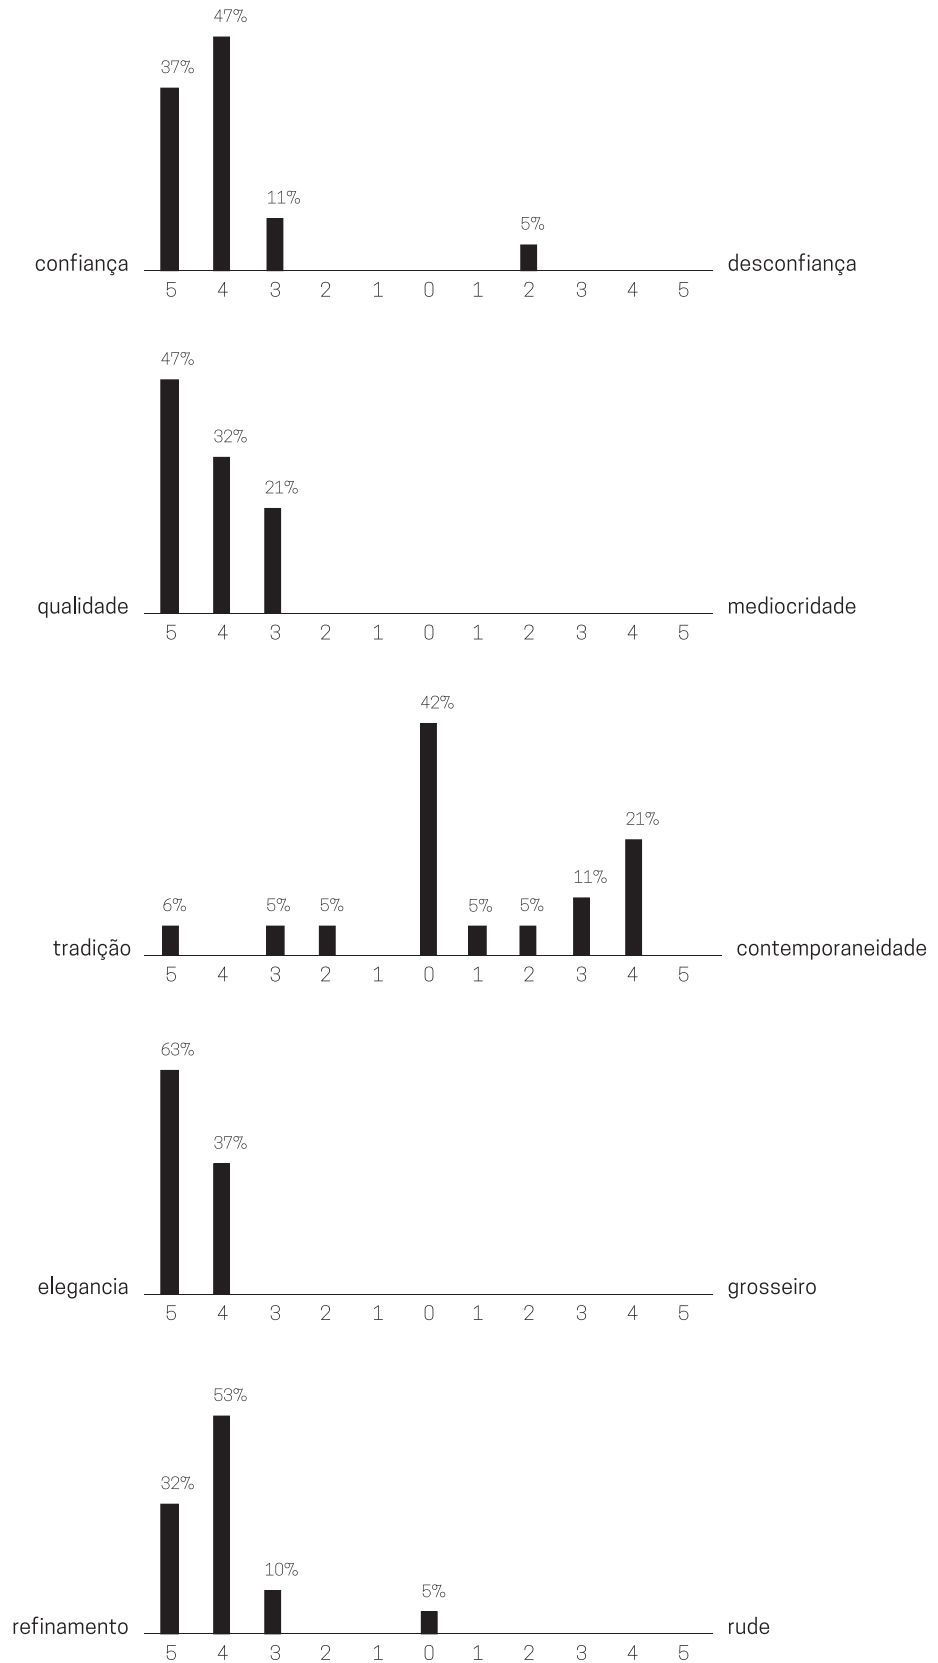 47%
37%
11%
5%
confiança desconfiança
5 4 3 2 1 0 1 2 3 4 5
47%
32%
21%
qualidade mediocridade
5 4 3 2 1 0 1 2 3 4 5
42%
21%
11%
6% 5% 5% 5% 5%
tradição contemporaneidade
5 4 3 2 1 0 1 2 3 4 5
63%
37%
elegancia grosseiro
5 4 3 2 1 0 1 2 3 4 5
53%
32%
10%
5%
refinamento rude
5 4 3 2 1 0 1 2 3 4 5